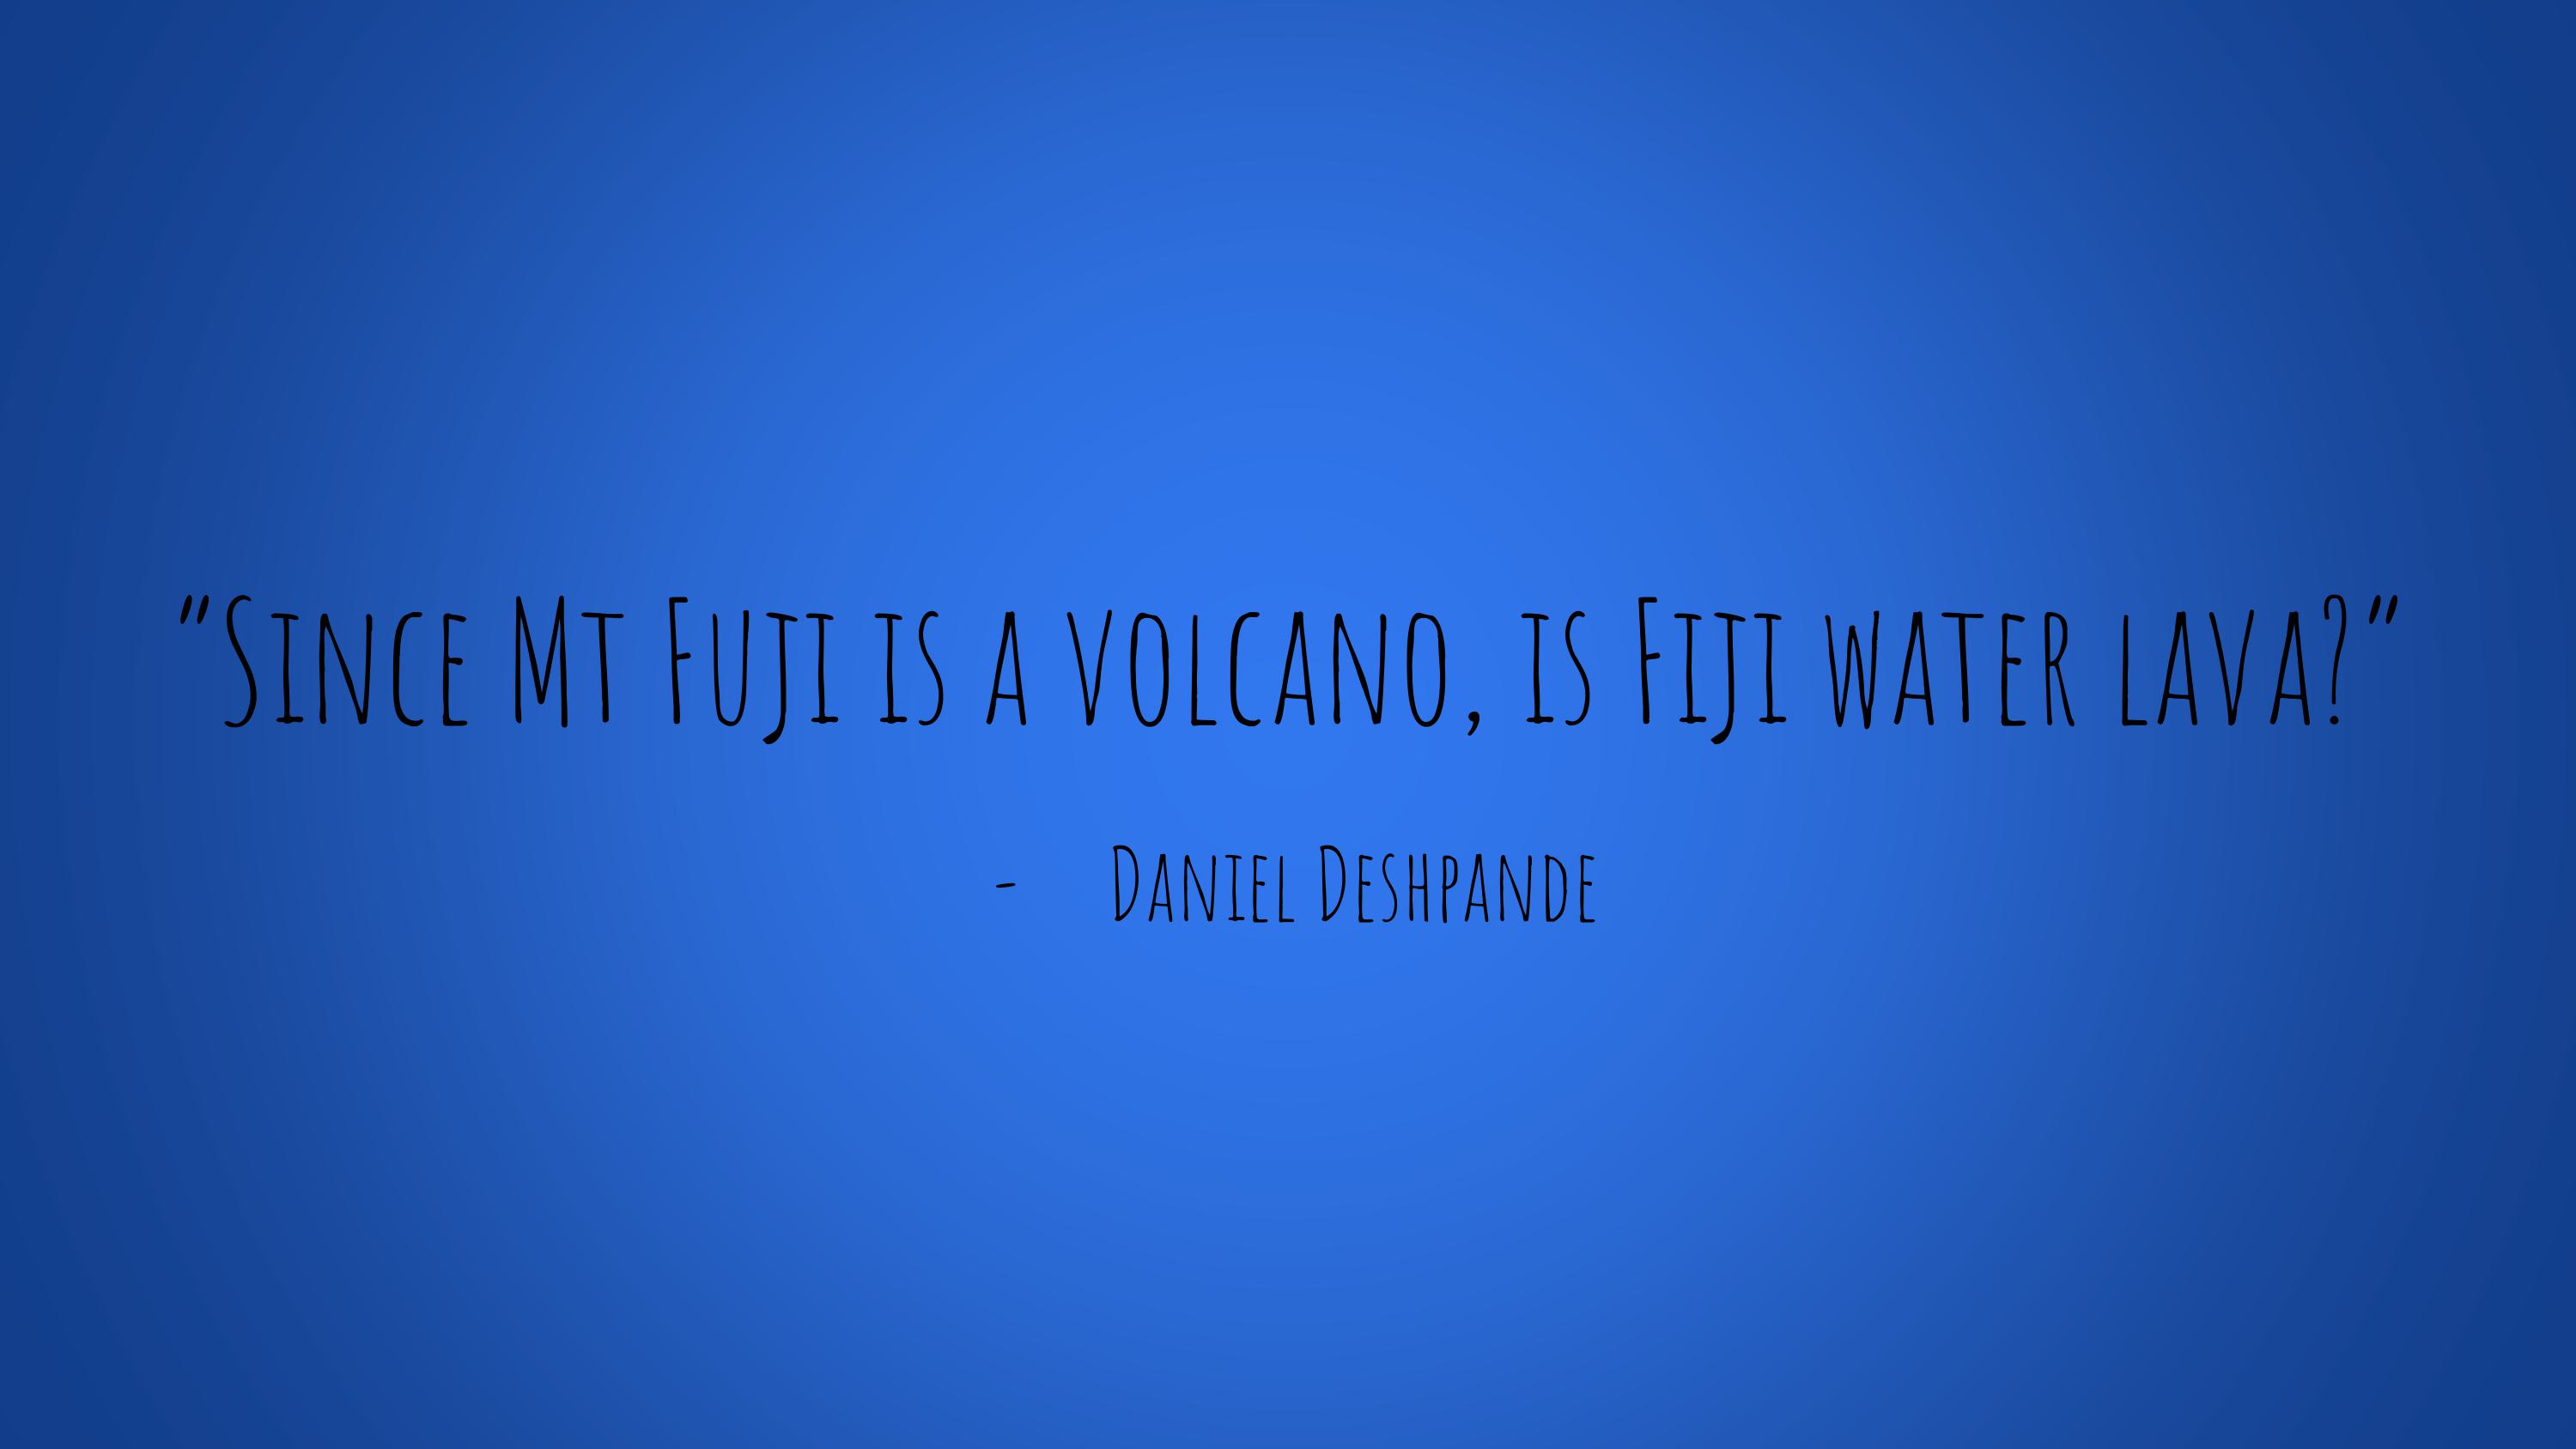 "Since Mt Fuji is a volcano, is Fiji water lava?"
- Daniel Deshpande